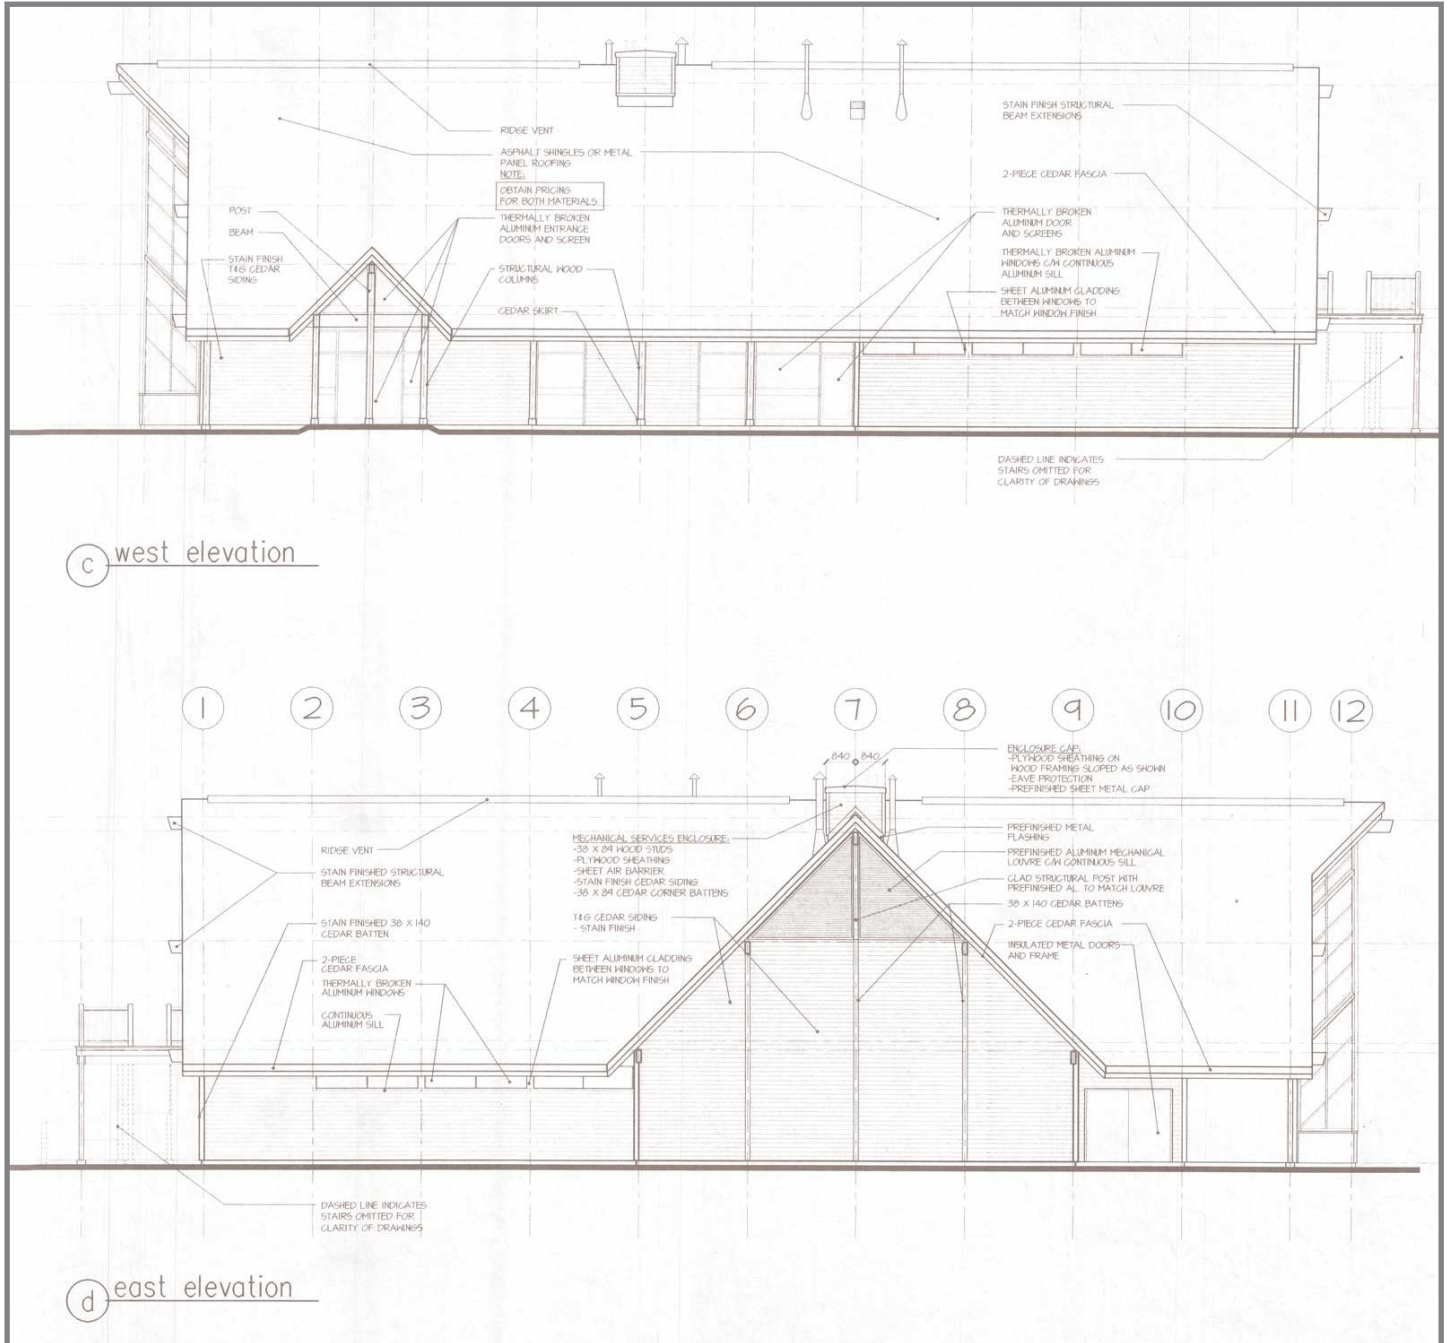 RIDGE VENT
ASPHALT SHINGLES OR METAL
PANEL ROOFING
NOTE:
OBTAIN PRICING
FOR BOTH MATERIALS
POST
BEAM
STAIN FINISH
T&G CEDAR
SIDING
THERMALLY BROKEN
ALUMINUM ENTRANCE
DOORS AND SCREEN
STRUCTURAL WOOD
COLUMNS
CEDAR SKIRT
STAIN FINISH STRUCTURAL
BEAM EXTENSIONS
2-PIECE CEDAR FASCIA
THERMALLY BROKEN
ALUMINUM DOOR
AND SCREENS
THERMALLY BROKEN ALUMINUM
WINDOWS C/W CONTINUOUS
ALUMINUM SILL
SHEET ALUMINUM CLADDING
BETWEEN WINDOWS TO
MATCH WINDOW FINISH
DASHED LINE INDICATES
STAIRS OMITTED FOR
CLARITY OF DRAWINGS
c west elevation
1 2 3 4 5 6 7 8 9 10 11 12
840 840
ENCLOSURE CAP:
-PLYWOOD SHEATHING ON
WOOD FRAMING SLOPED AS SHOWN
-EAVE PROTECTION
-PREFINISHED SHEET METAL CAP
RIDGE VENT
STAIN FINISHED STRUCTURAL
BEAM EXTENSIONS
STAIN FINISHED 38 X 140
CEDAR BATTEN
2-PIECE
CEDAR FASCIA
THERMALLY BROKEN
ALUMINUM WINDOWS
CONTINUOUS
ALUMINUM SILL
MECHANICAL SERVICES ENCLOSURE:
-38 X 89 WOOD STUDS
-PLYWOOD SHEATHING
-SHEET AIR BARRIER
-STAIN FINISH CEDAR SIDING
-38 X 89 CEDAR CORNER BATTENS
T&G CEDAR SIDING
- STAIN FINISH
SHEET ALUMINUM CLADDING
BETWEEN WINDOWS TO
MATCH WINDOW FINISH
PREFINISHED METAL
FLASHING
PREFINISHED ALUMINUM MECHANICAL
LOUVRE C/W CONTINUOUS SILL
CLAD STRUCTURAL POST WITH
PREFINISHED AL. TO MATCH LOUVRE
38 X 140 CEDAR BATTENS
2-PIECE CEDAR FASCIA
INSULATED METAL DOORS
AND FRAME
DASHED LINE INDICATES
STAIRS OMITTED FOR
CLARITY OF DRAWINGS
d east elevation